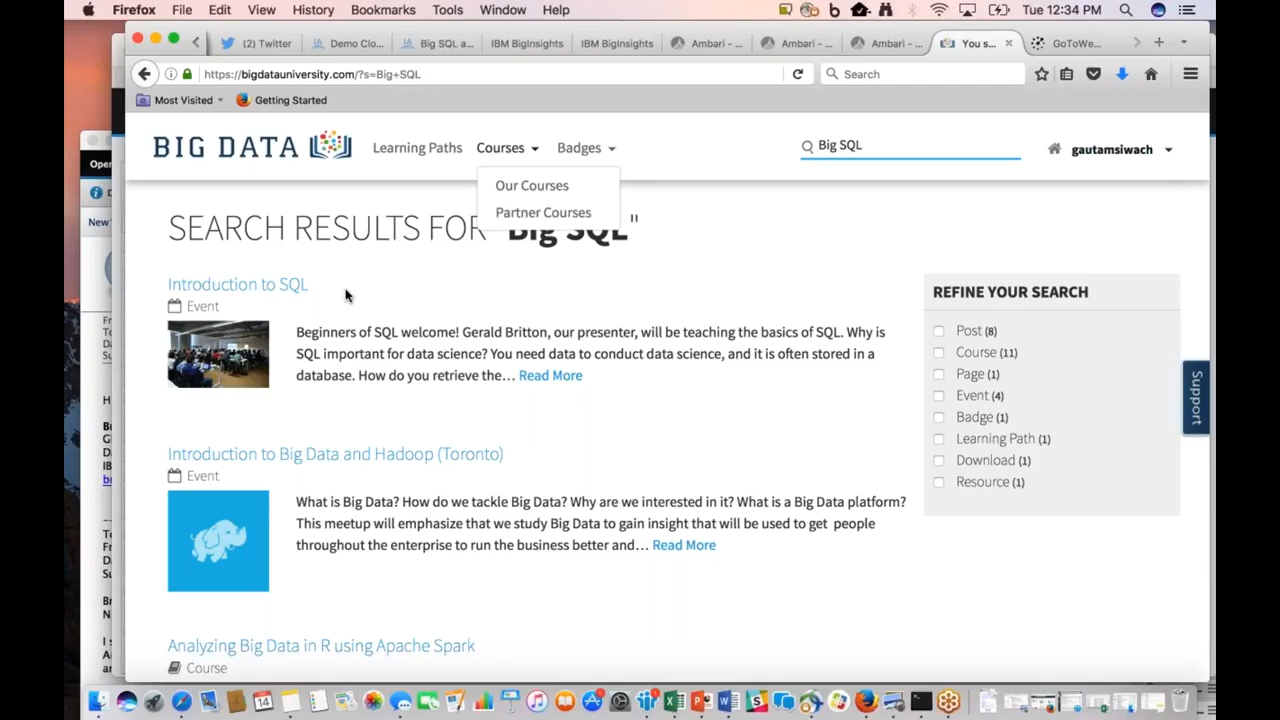 Firefox File Edit View History Bookmarks Tools Window Help Tue 12:34 PM
(2) Twitter Demo Clo... Big SQL a... IBM BigInsights IBM BigInsights Ambari - ... Ambari - ... Ambari - ... You s... GoToWe...
https://bigdatauniversity.com/?s=Big+SQL Search
Most Visited Getting Started
BIG DATA Learning Paths Courses Badges Big SQL gautamsiwach
Our Courses
Partner Courses
SEARCH RESULTS FOR "Big SQL"
Introduction to SQL
Event
Beginners of SQL welcome! Gerald Britton, our presenter, will be teaching the basics of SQL. Why is
SQL important for data science? You need data to conduct data science, and it is often stored in a
database. How do you retrieve the… Read More
Introduction to Big Data and Hadoop (Toronto)
Event
What is Big Data? How do we tackle Big Data? Why are we interested in it? What is a Big Data platform?
This meetup will emphasize that we study Big Data to gain insight that will be used to get people
throughout the enterprise to run the business better and… Read More
Analyzing Big Data in R using Apache Spark
Course
REFINE YOUR SEARCH
Post (8)
Course (11)
Page (1)
Event (4)
Badge (1)
Learning Path (1)
Download (1)
Resource (1)
Support
Open
New
14